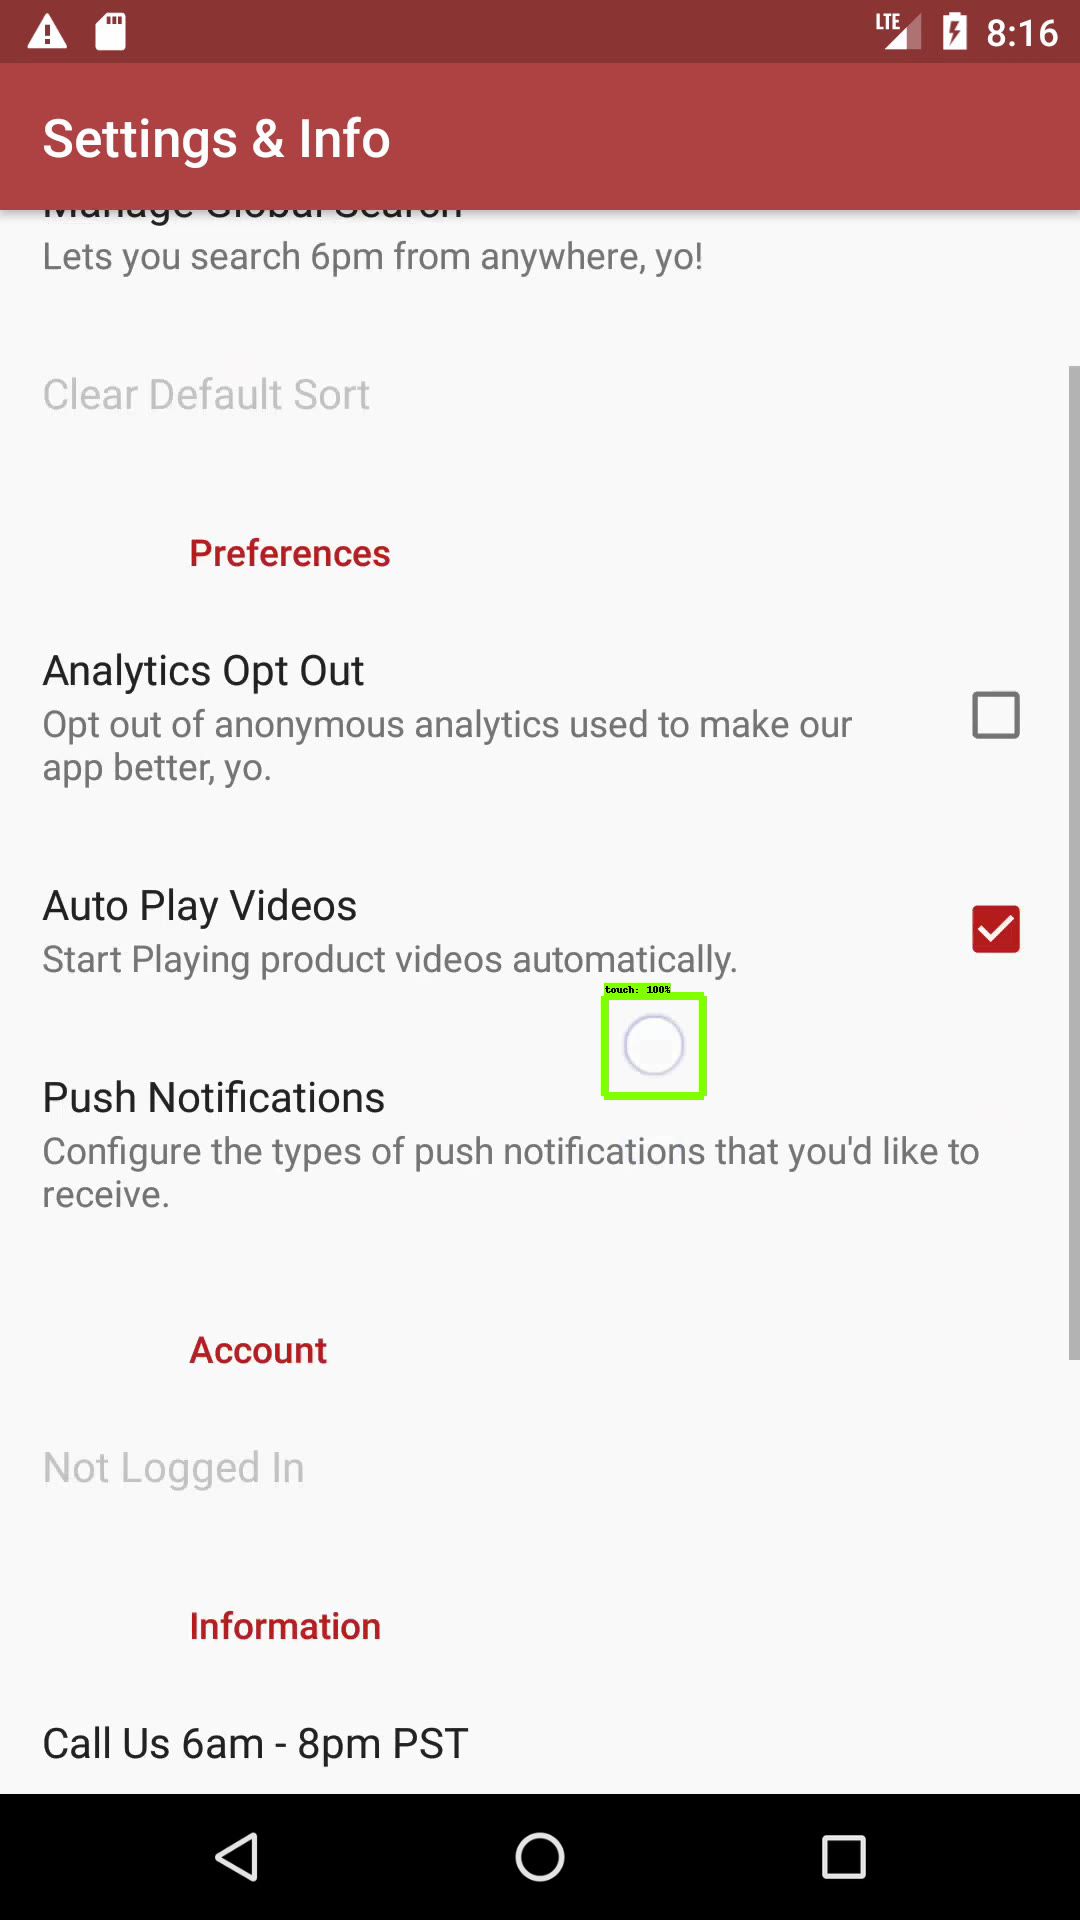 LTE 8:16
Settings & Info
Manage Global Search
Lets you search 6pm from anywhere, yo!
Clear Default Sort
Preferences
Analytics Opt Out
Opt out of anonymous analytics used to make our
app better, yo.
Auto Play Videos
Start Playing product videos automatically.
touch: 100%
Push Notifications
Configure the types of push notifications that you'd like to
receive.
Account
Not Logged In
Information
Call Us 6am - 8pm PST